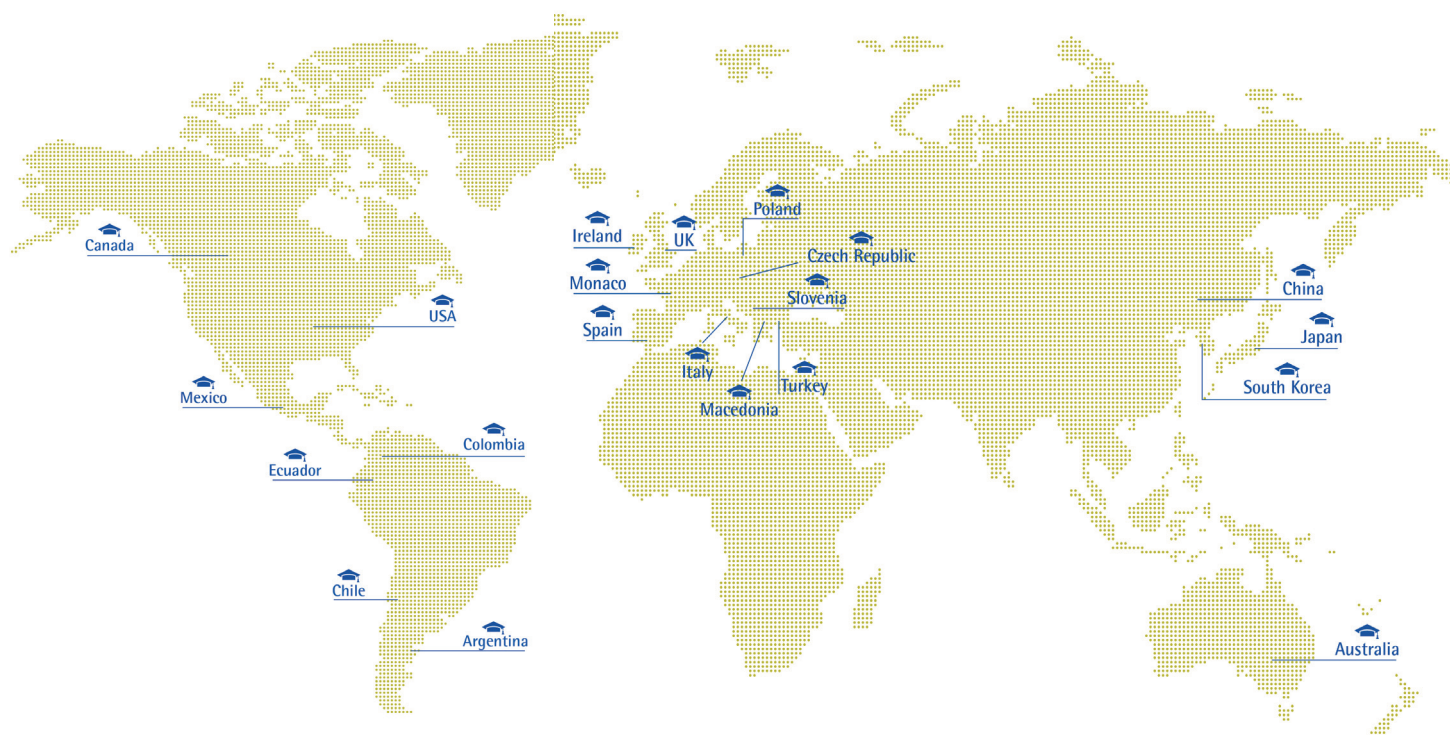 Poland
Ireland
UK
Canada
Czech Republic
Monaco
China
Slovenia
USA
Spain
Japan
Italy
Turkey
South Korea
Mexico
Macedonia
Colombia
Ecuador
Chile
Argentina
Australia